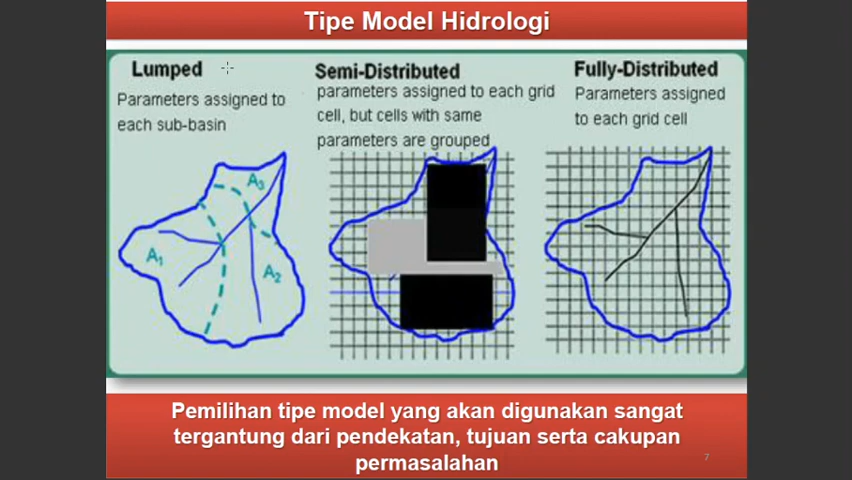 Tipe Model Hidrologi
Lumped
Parameters assigned to
each sub-basin
A3
A1
A2
Semi-Distributed
parameters assigned to each grid
cell, but cells with same
parameters are grouped
Fully-Distributed
Parameters assigned
to each grid cell
Pemilihan tipe model yang akan digunakan sangat
tergantung dari pendekatan, tujuan serta cakupan
permasalahan
7